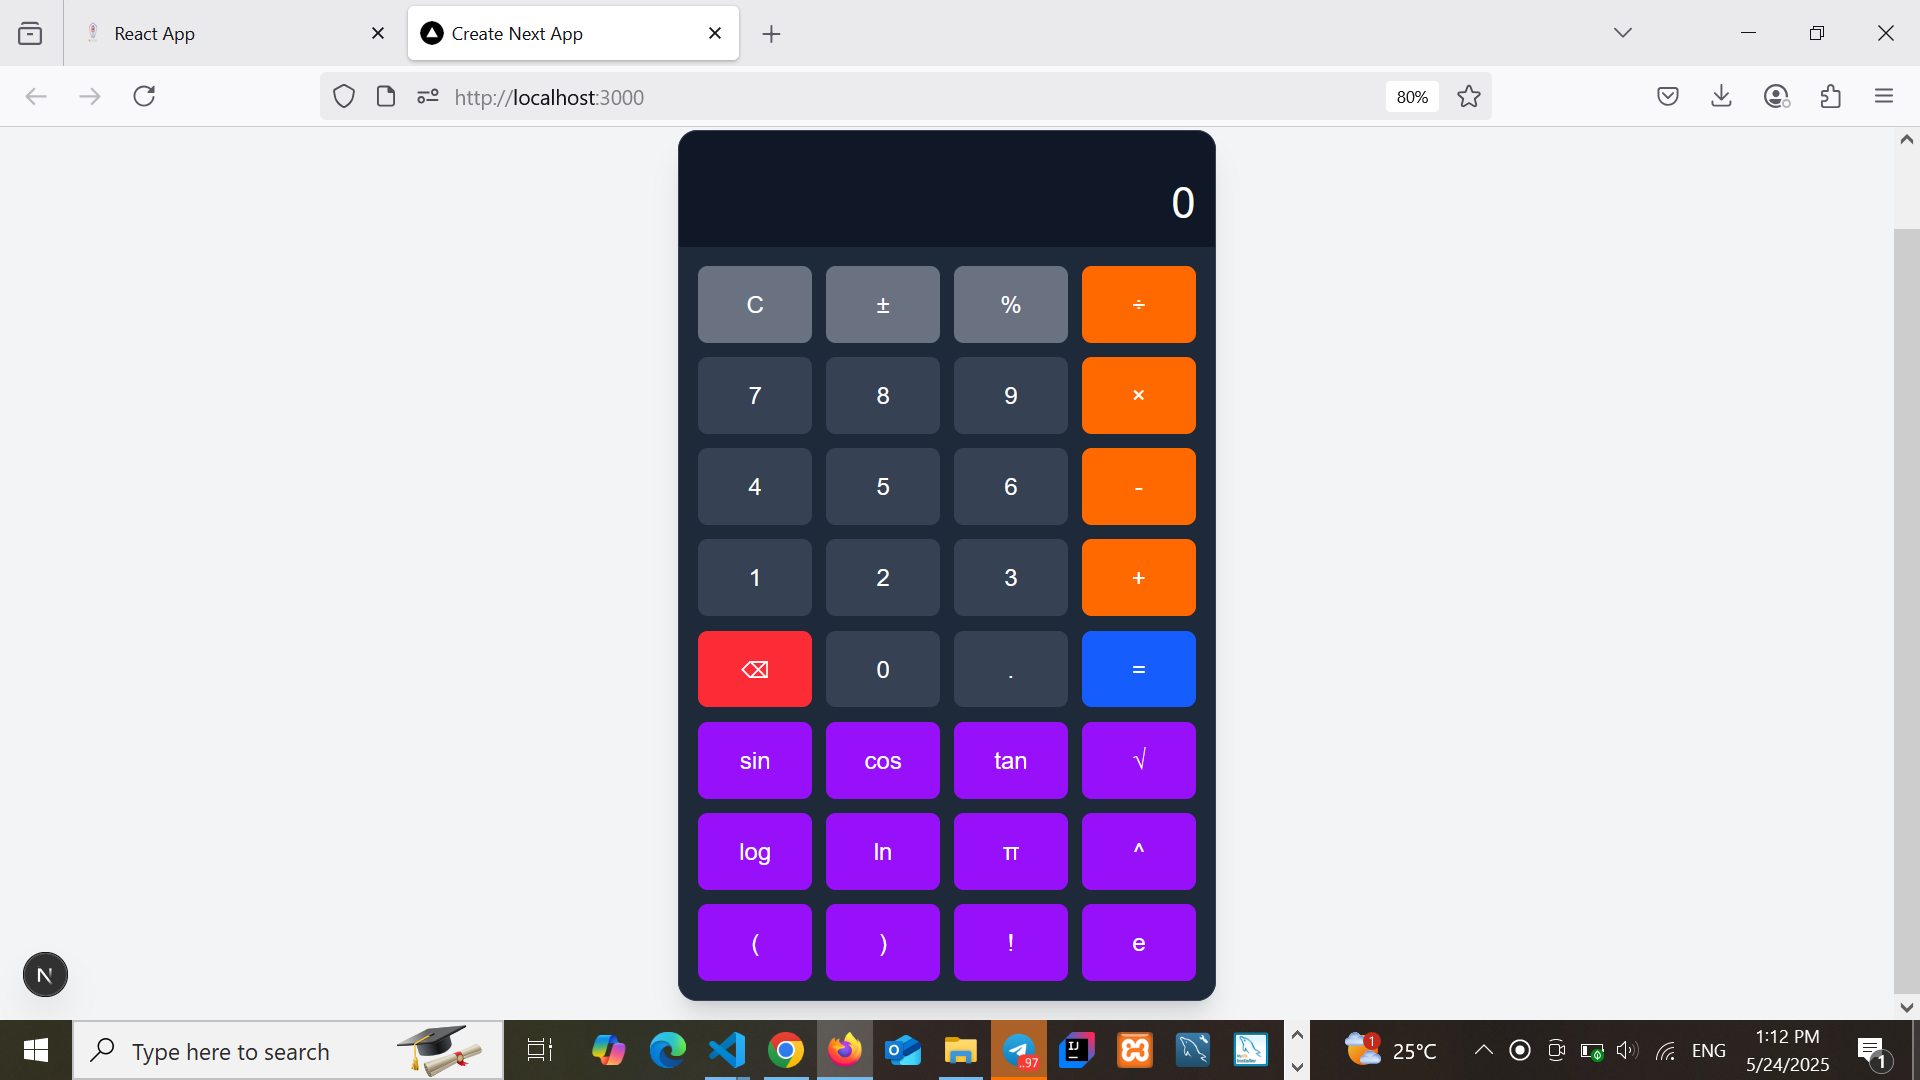 React App
Create Next App
http://localhost:3000
80%
0
C ± % ÷
7 8 9 ×
4 5 6 -
1 2 3 +
⌫ 0 . =
sin cos tan √
log ln π ^
( ) ! e
N
Type here to search
..97
IJ
1
25°C
ENG
1:12 PM
5/24/2025
1